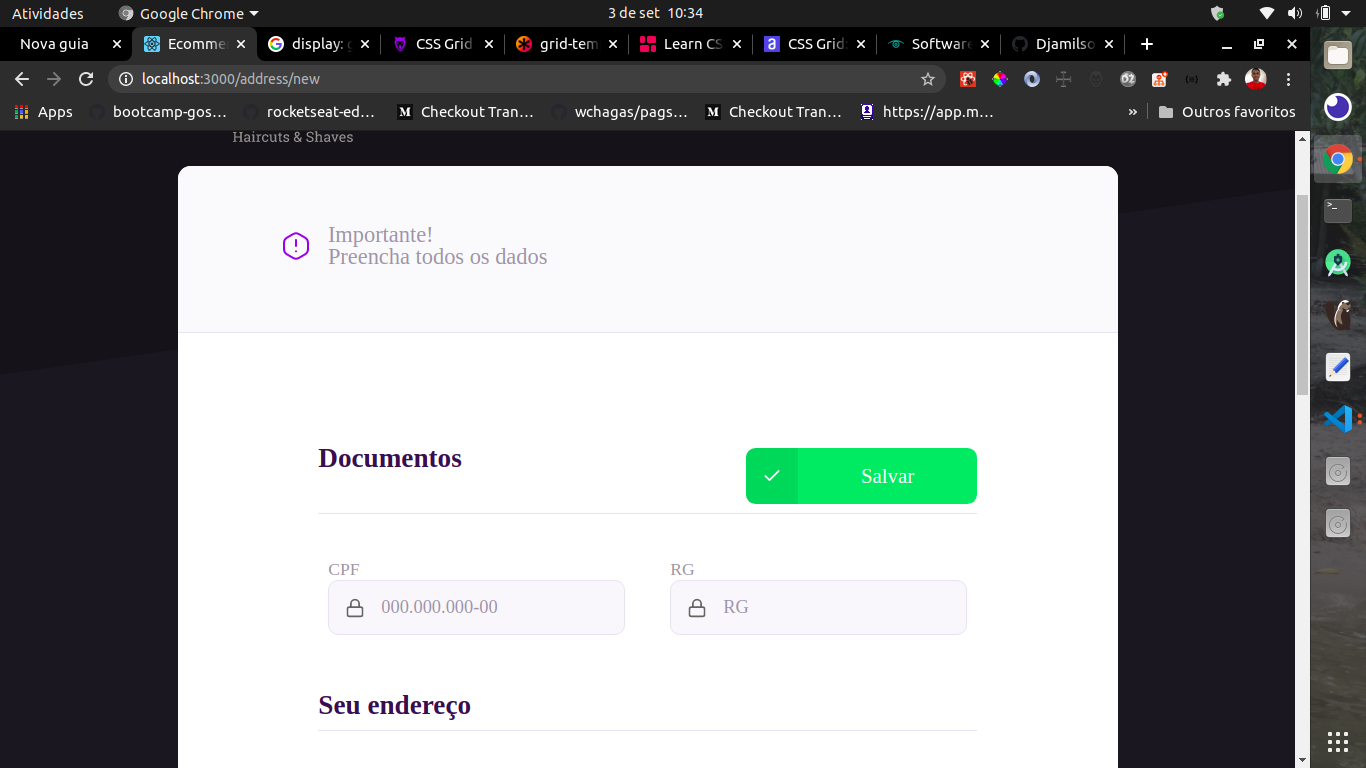 Atividades
Google Chrome
3 de set 10:34
Nova guia
Ecomme
display: g
CSS Grid
grid-tem
Learn CS
CSS Grid:
Software
Djamilso
localhost:3000/address/new
Apps
bootcamp-gos...
rocketseat-ed...
Checkout Tran...
wchagas/pags...
Checkout Tran...
https://app.m...
»
Outros favoritos
Haircuts & Shaves
Importante!
Preencha todos os dados
Documentos
Salvar
CPF
RG
000.000.000-00
RG
Seu endereço